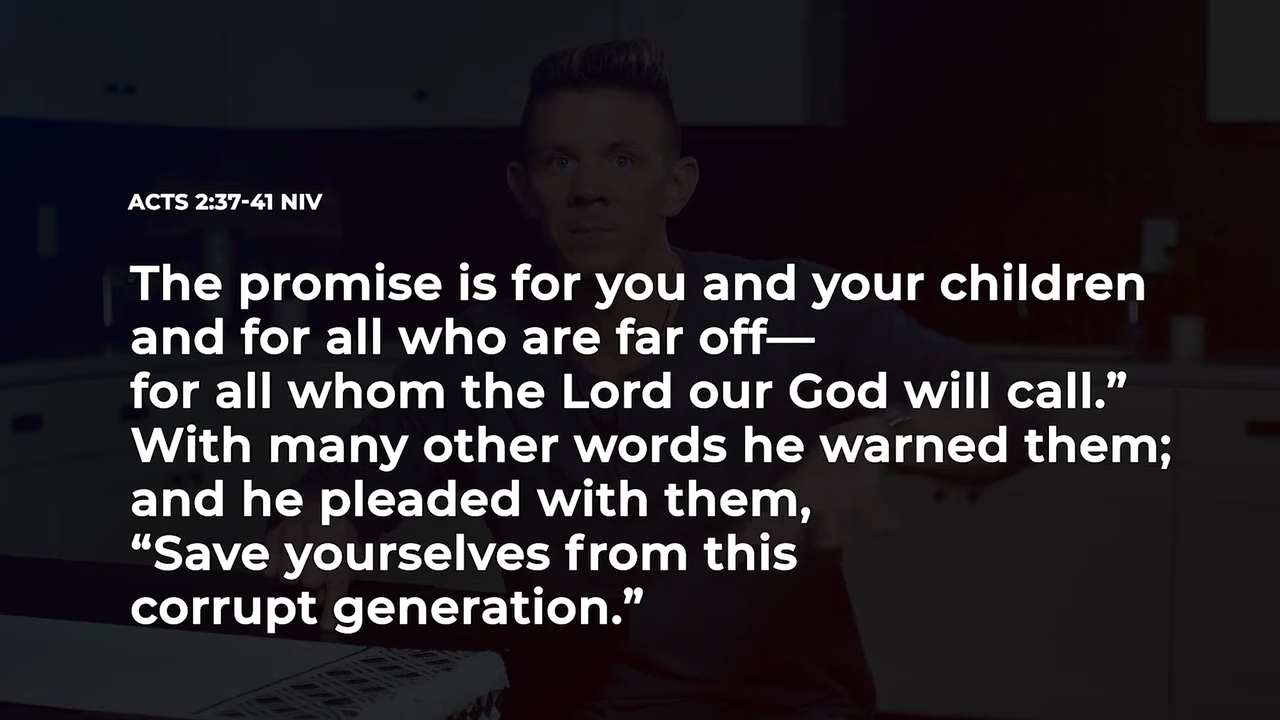 ACTS 2:37-41 NIV
The promise is for you and your children
and for all who are far off—
for all whom the Lord our God will call.”
With many other words he warned them;
and he pleaded with them,
“Save yourselves from this
corrupt generation.”